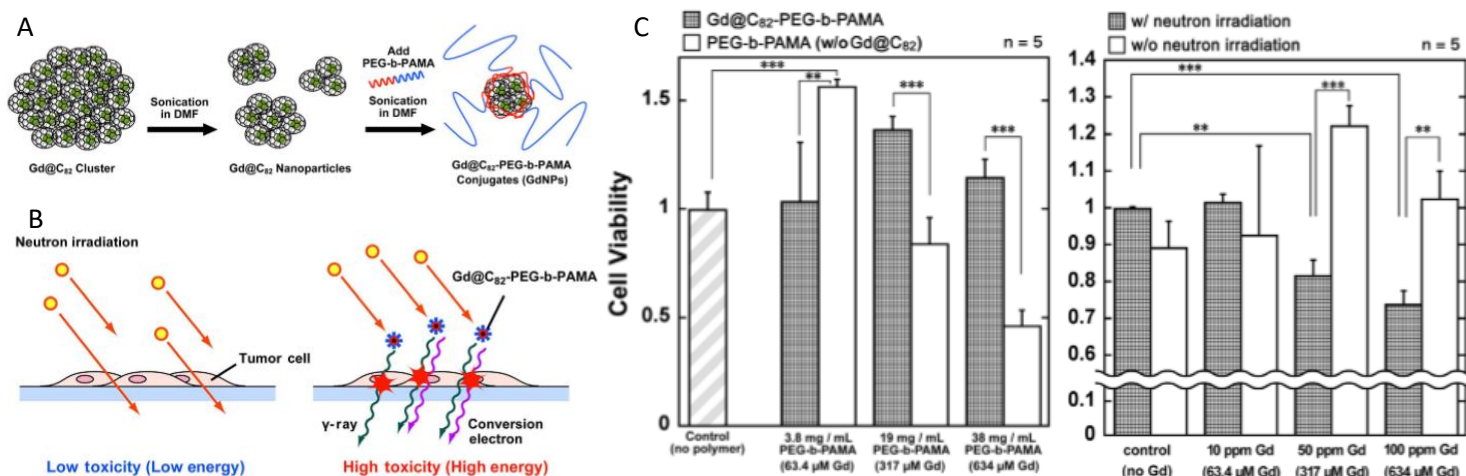 A
Gd@C₈₂ Cluster
Sonication
in DMF
Gd@C₈₂ Nanoparticles
Add
PEG-b-PAMA
Sonication
in DMF
Gd@C₈₂-PEG-b-PAMA
Conjugates (GdNPs)
B
Neutron irradiation
Tumor cell
Low toxicity (Low energy)
Gd@C₈₂-PEG-b-PAMA
γ-ray
Conversion
electron
High toxicity (High energy)
C
Gd@C₈₂-PEG-b-PAMA
PEG-b-PAMA (w/o Gd@C₈₂)
n = 5
***
**
***
***
Cell Viability
1.5
1
0.5
0
Control
(no polymer)
3.8 mg / mL
PEG-b-PAMA
(63.4 μM Gd)
19 mg / mL
PEG-b-PAMA
(317 μM Gd)
38 mg / mL
PEG-b-PAMA
(634 μM Gd)
w/ neutron irradiation
w/o neutron irradiation
n = 5
***
***
**
**
1.4
1.2
1.0
0.9
0.8
0.7
0.6
0.1
0
control
(no Gd)
10 ppm Gd
(63.4 μM Gd)
50 ppm Gd
(317 μM Gd)
100 ppm Gd
(634 μM Gd)